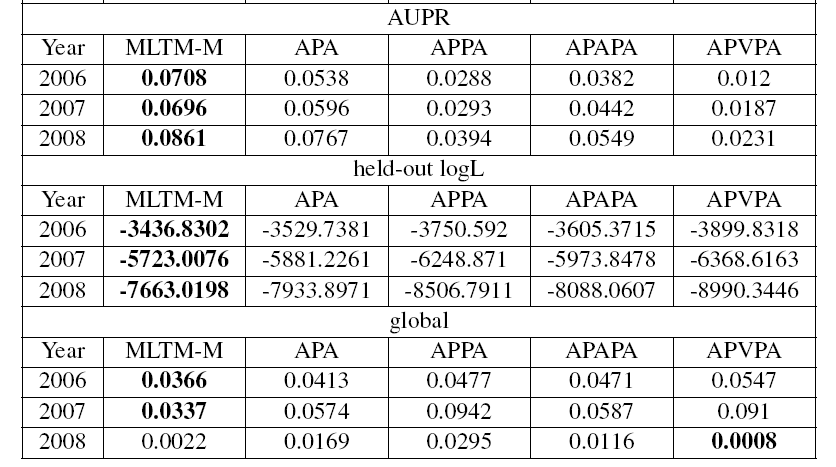 AUPR
Year MLTM-M APA APPA APAPA APVPA
2006 0.0708 0.0538 0.0288 0.0382 0.012
2007 0.0696 0.0596 0.0293 0.0442 0.0187
2008 0.0861 0.0767 0.0394 0.0549 0.0231
held-out logL
Year MLTM-M APA APPA APAPA APVPA
2006 -3436.8302 -3529.7381 -3750.592 -3605.3715 -3899.8318
2007 -5723.0076 -5881.2261 -6248.871 -5973.8478 -6368.6163
2008 -7663.0198 -7933.8971 -8506.7911 -8088.0607 -8990.3446
global
Year MLTM-M APA APPA APAPA APVPA
2006 0.0366 0.0413 0.0477 0.0471 0.0547
2007 0.0337 0.0574 0.0942 0.0587 0.091
2008 0.0022 0.0169 0.0295 0.0116 0.0008